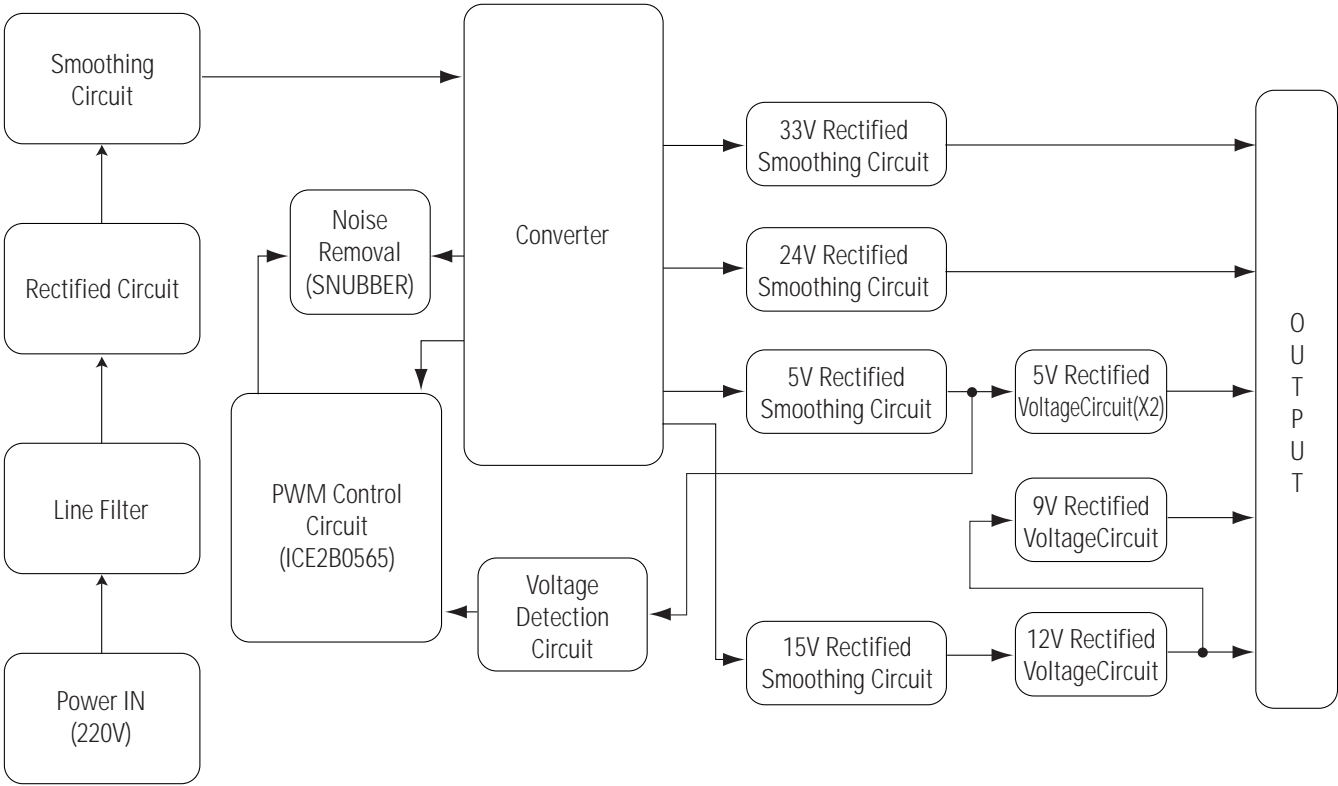 Smoothing
Circuit
Rectified Circuit
Line Filter
Power IN
(220V)
Noise
Removal
(SNUBBER)
PWM Control
Circuit
(ICE2B0565)
Converter
Voltage
Detection
Circuit
33V Rectified
Smoothing Circuit
24V Rectified
Smoothing Circuit
5V Rectified
Smoothing Circuit
15V Rectified
Smoothing Circuit
5V Rectified
VoltageCircuit(X2)
9V Rectified
VoltageCircuit
12V Rectified
VoltageCircuit
O
U
T
P
U
T